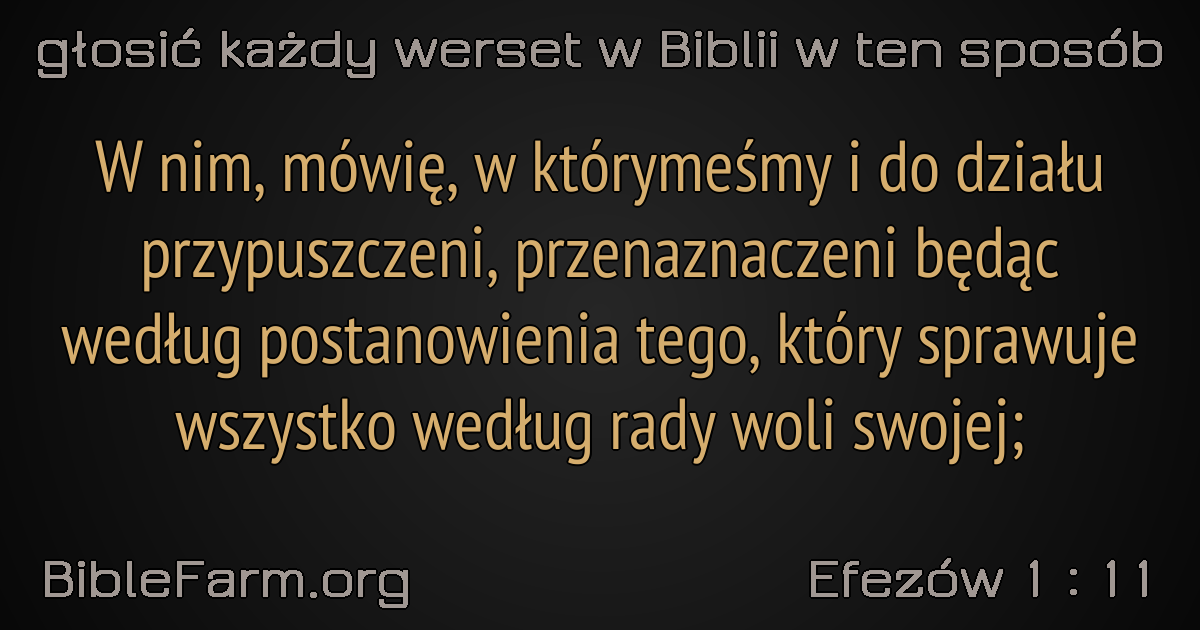 głosić każdy werset w Biblii w ten sposób
W nim, mówię, w którymeśmy i do działu
przypuszczeni, przenaznaczeni będąc
według postanowienia tego, który sprawuje
wszystko według rady woli swojej;
BibleFarm.org
Efezów 1 : 11